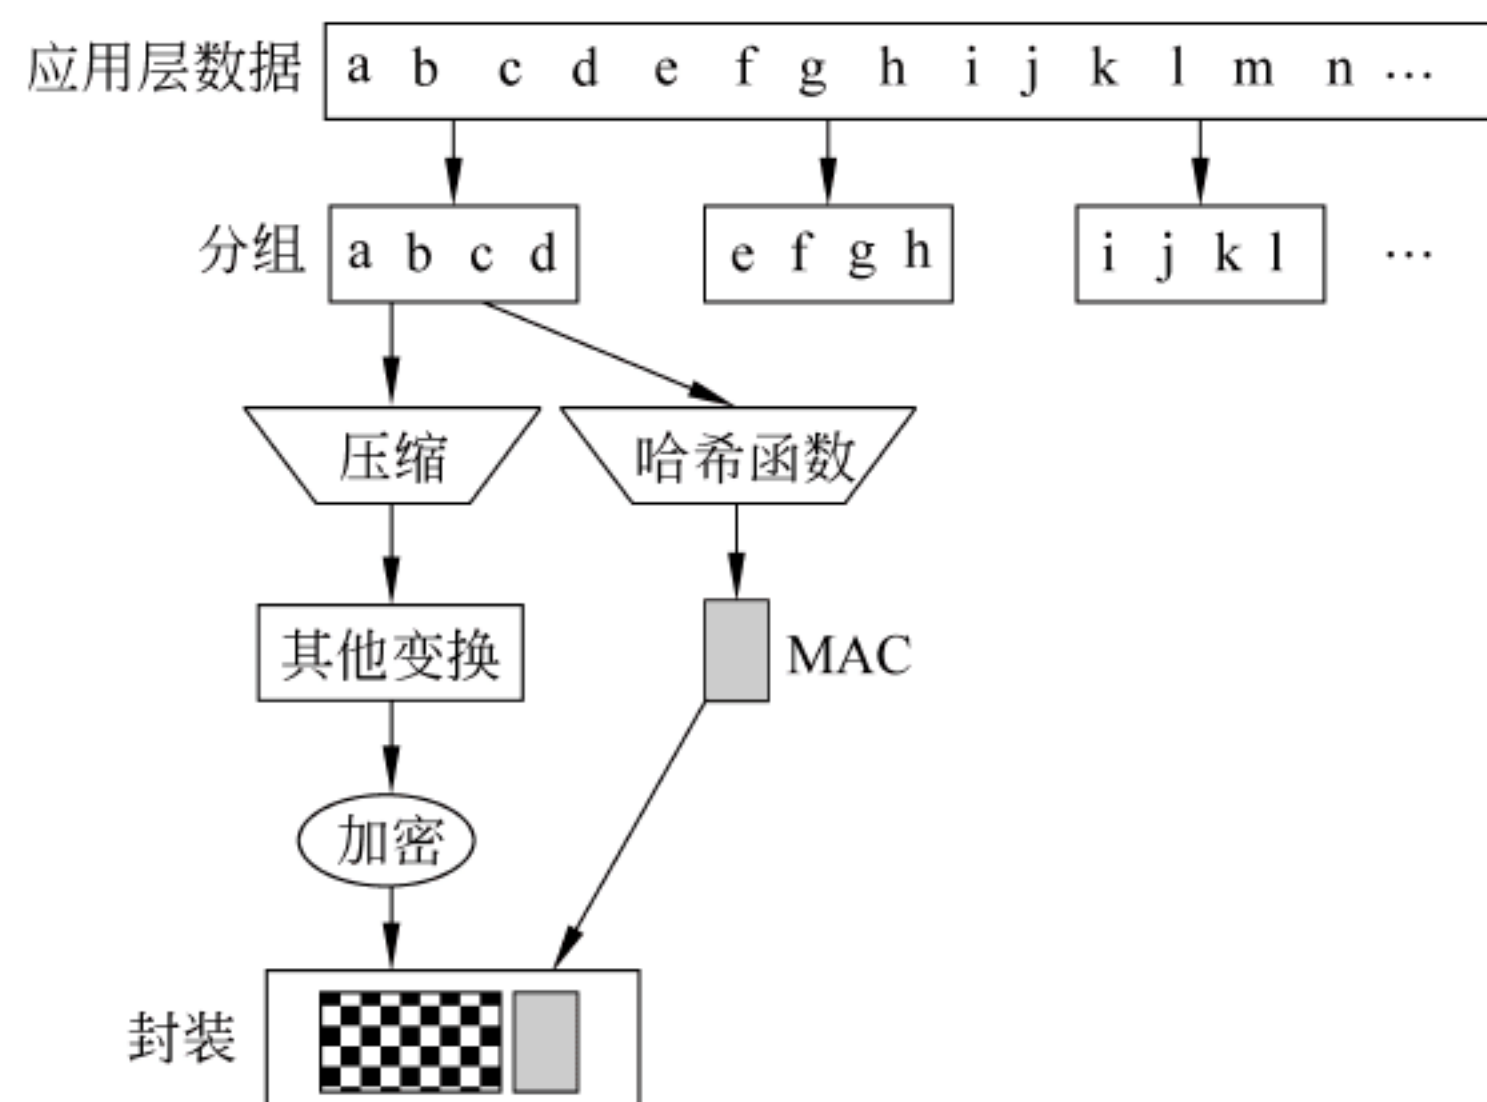 应用层数据 a b c d e f g h i j k l m n …
分组 a b c d e f g h i j k l …
压缩 哈希函数
其他变换 MAC
加密
封装